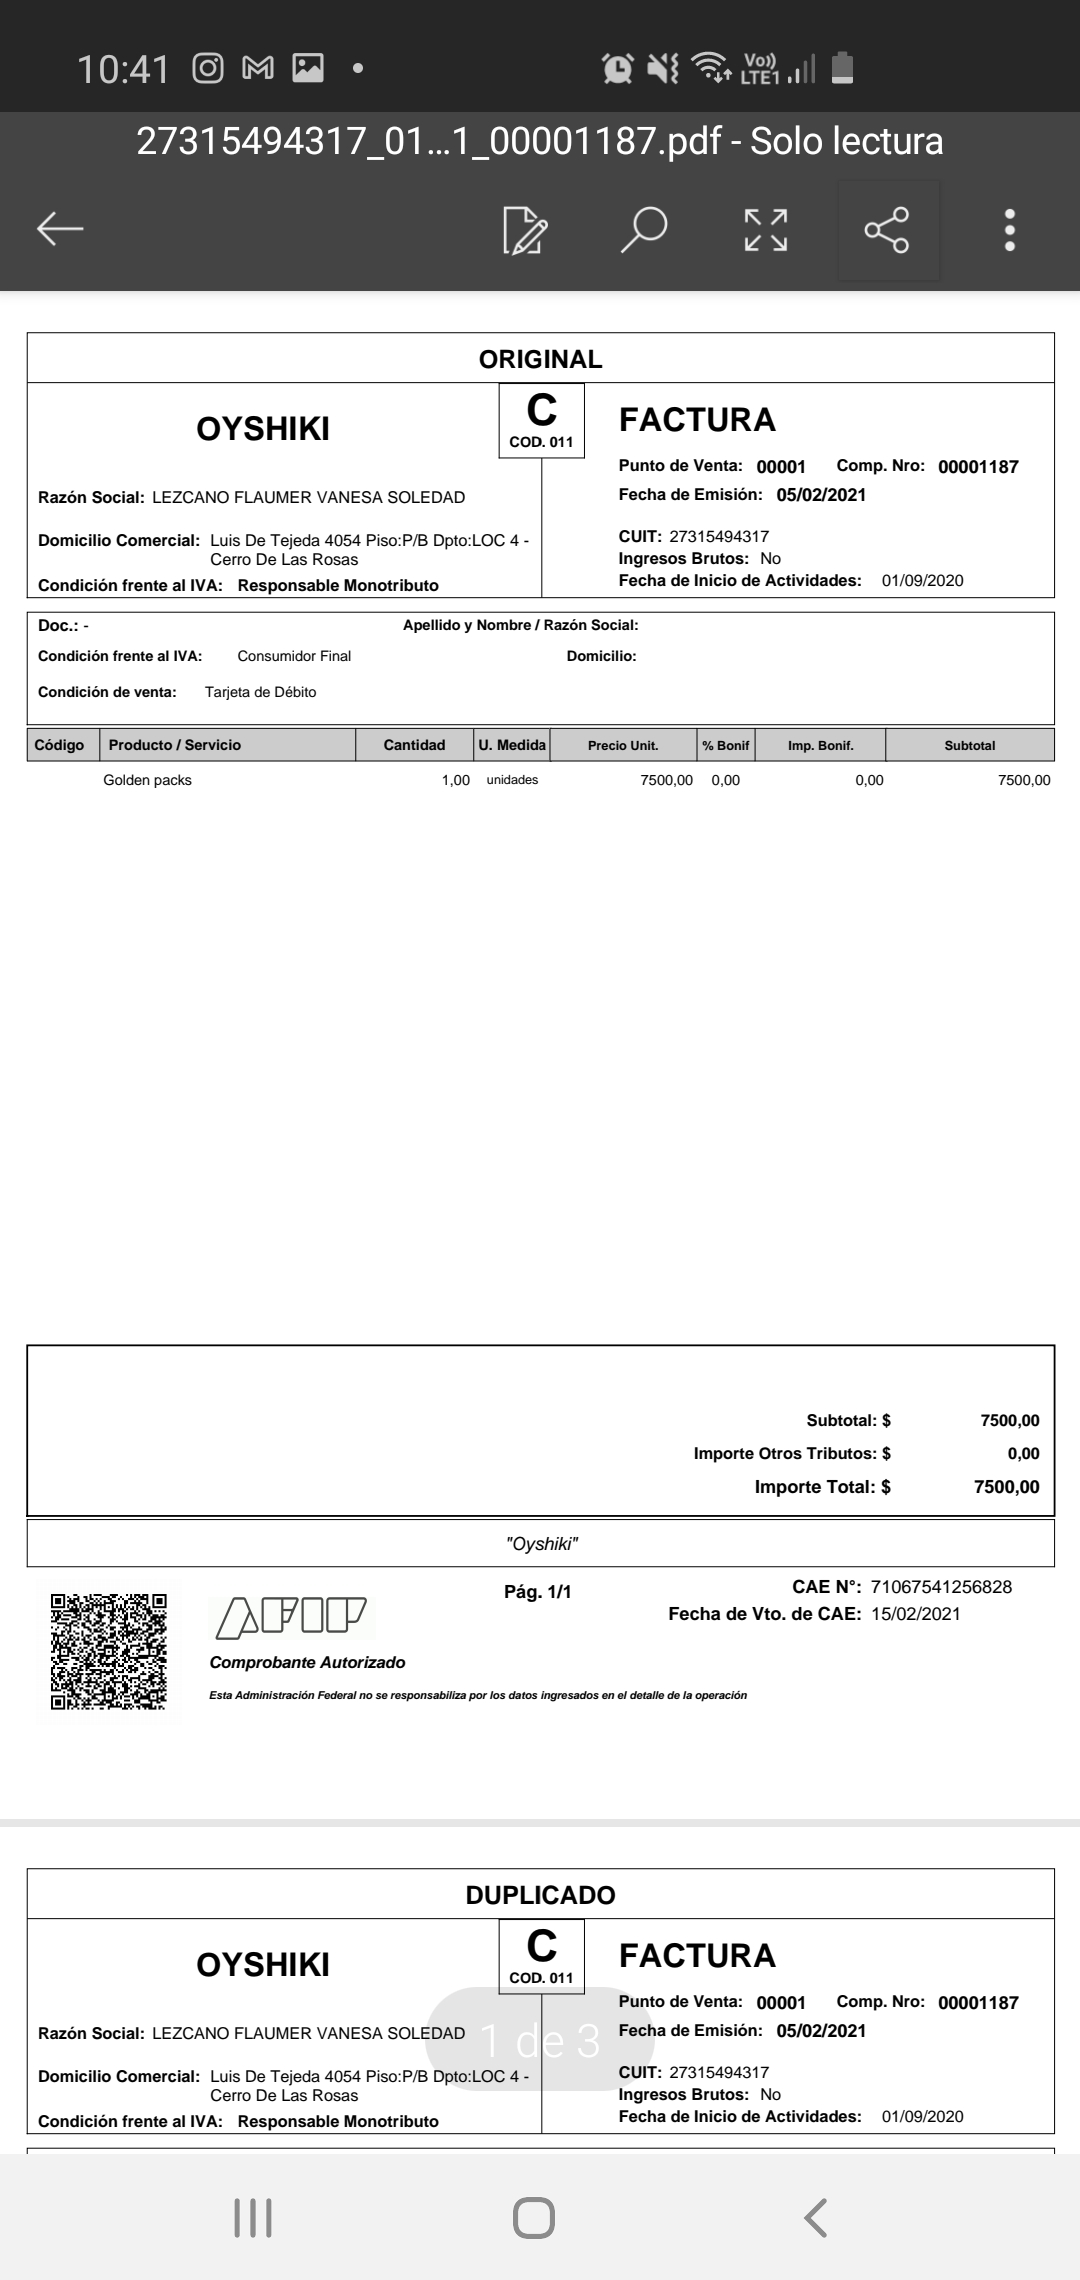 10:41
Vo))
LTE1
27315494317_01...1_00001187.pdf - Solo lectura
ORIGINAL
OYSHIKI
C
COD. 011
FACTURA
Punto de Venta: 00001 Comp. Nro: 00001187
Fecha de Emisión: 05/02/2021
Razón Social: LEZCANO FLAUMER VANESA SOLEDAD
Domicilio Comercial: Luis De Tejeda 4054 Piso:P/B Dpto:LOC 4 -
Cerro De Las Rosas
Condición frente al IVA: Responsable Monotributo
CUIT: 27315494317
Ingresos Brutos: No
Fecha de Inicio de Actividades: 01/09/2020
Doc.: - Apellido y Nombre / Razón Social:
Condición frente al IVA: Consumidor Final Domicilio:
Condición de venta: Tarjeta de Débito
Código Producto / Servicio Cantidad U. Medida Precio Unit. % Bonif Imp. Bonif. Subtotal
Golden packs 1,00 unidades 7500,00 0,00 0,00 7500,00
Subtotal: $ 7500,00
Importe Otros Tributos: $ 0,00
Importe Total: $ 7500,00
"Oyshiki"
AFIP
Comprobante Autorizado
Esta Administración Federal no se responsabiliza por los datos ingresados en el detalle de la operación
Pág. 1/1
CAE N°: 71067541256828
Fecha de Vto. de CAE: 15/02/2021
DUPLICADO
OYSHIKI
C
COD. 011
FACTURA
Punto de Venta: 00001 Comp. Nro: 00001187
Fecha de Emisión: 05/02/2021
Razón Social: LEZCANO FLAUMER VANESA SOLEDAD
1 de 3
Domicilio Comercial: Luis De Tejeda 4054 Piso:P/B Dpto:LOC 4 -
Cerro De Las Rosas
Condición frente al IVA: Responsable Monotributo
CUIT: 27315494317
Ingresos Brutos: No
Fecha de Inicio de Actividades: 01/09/2020